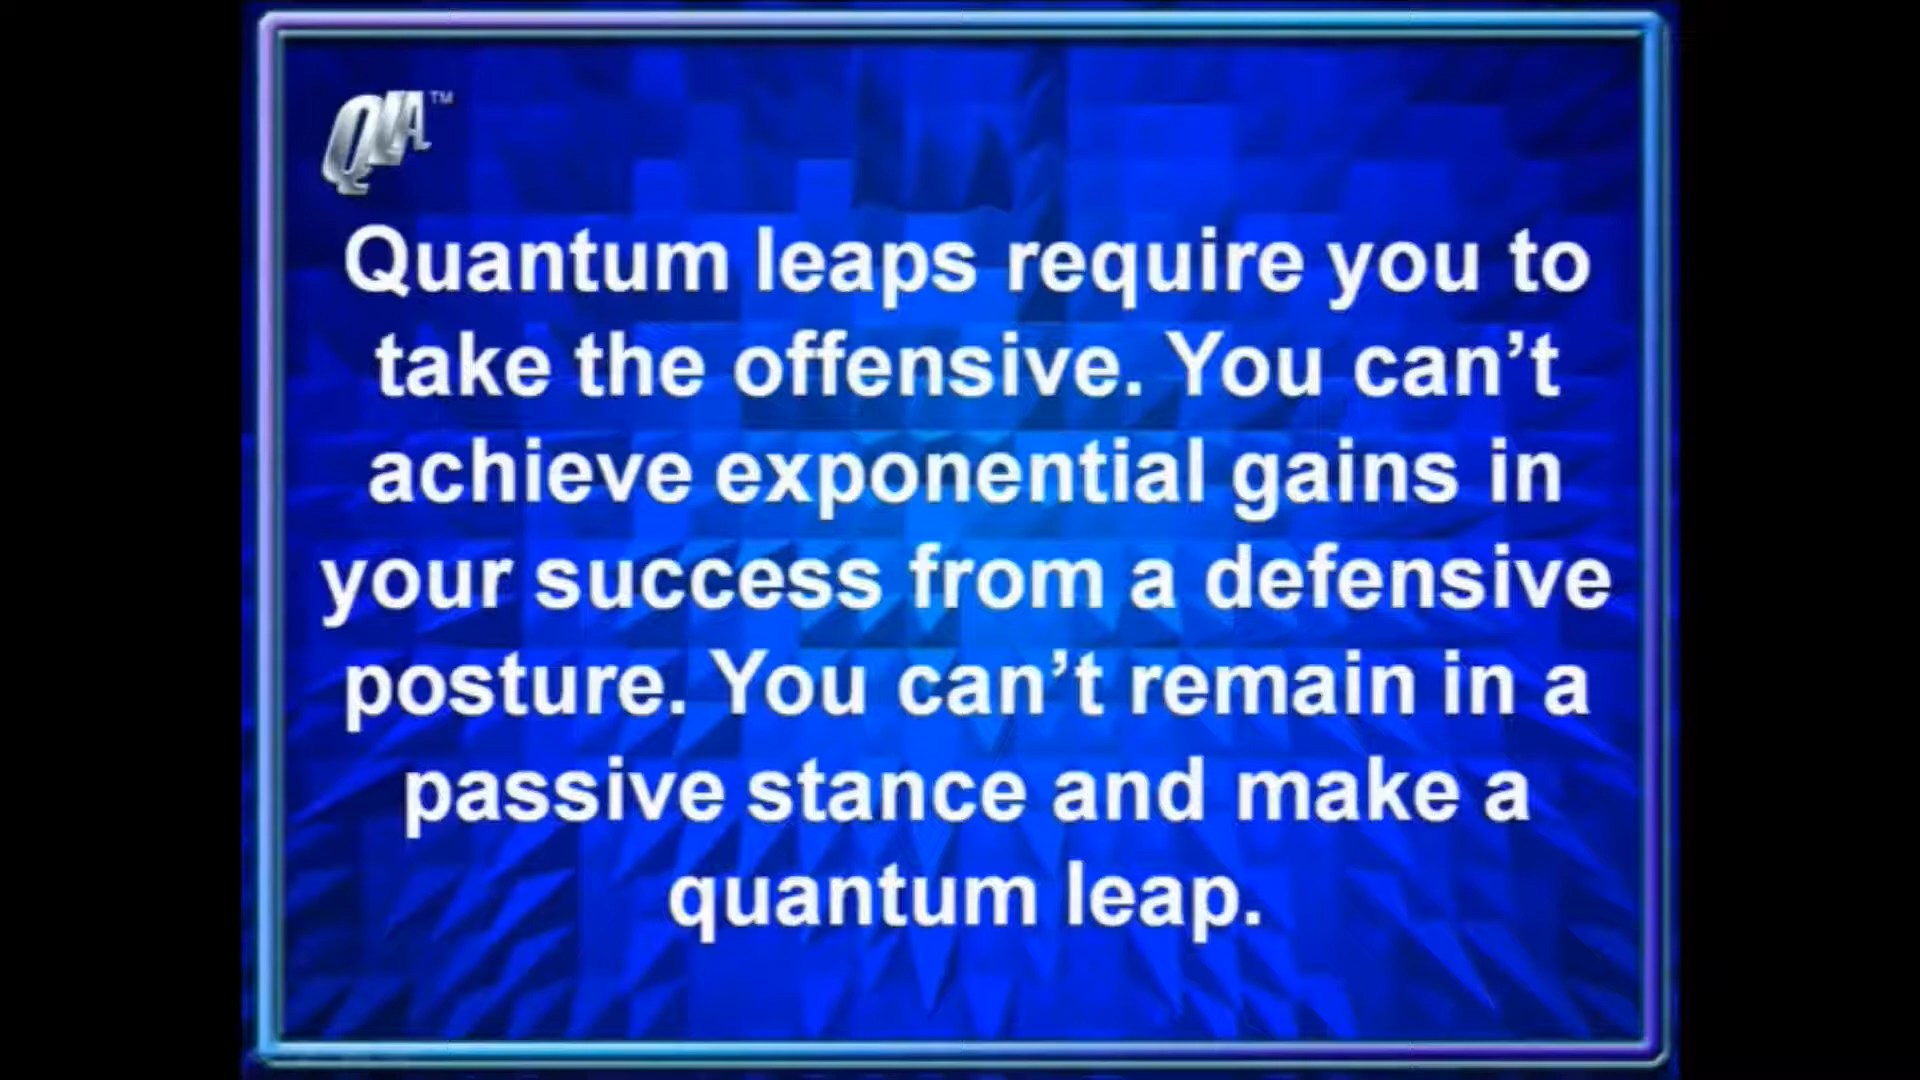 TM
Quantum leaps require you to
take the offensive. You can’t
achieve exponential gains in
your success from a defensive
posture. You can’t remain in a
passive stance and make a
quantum leap.